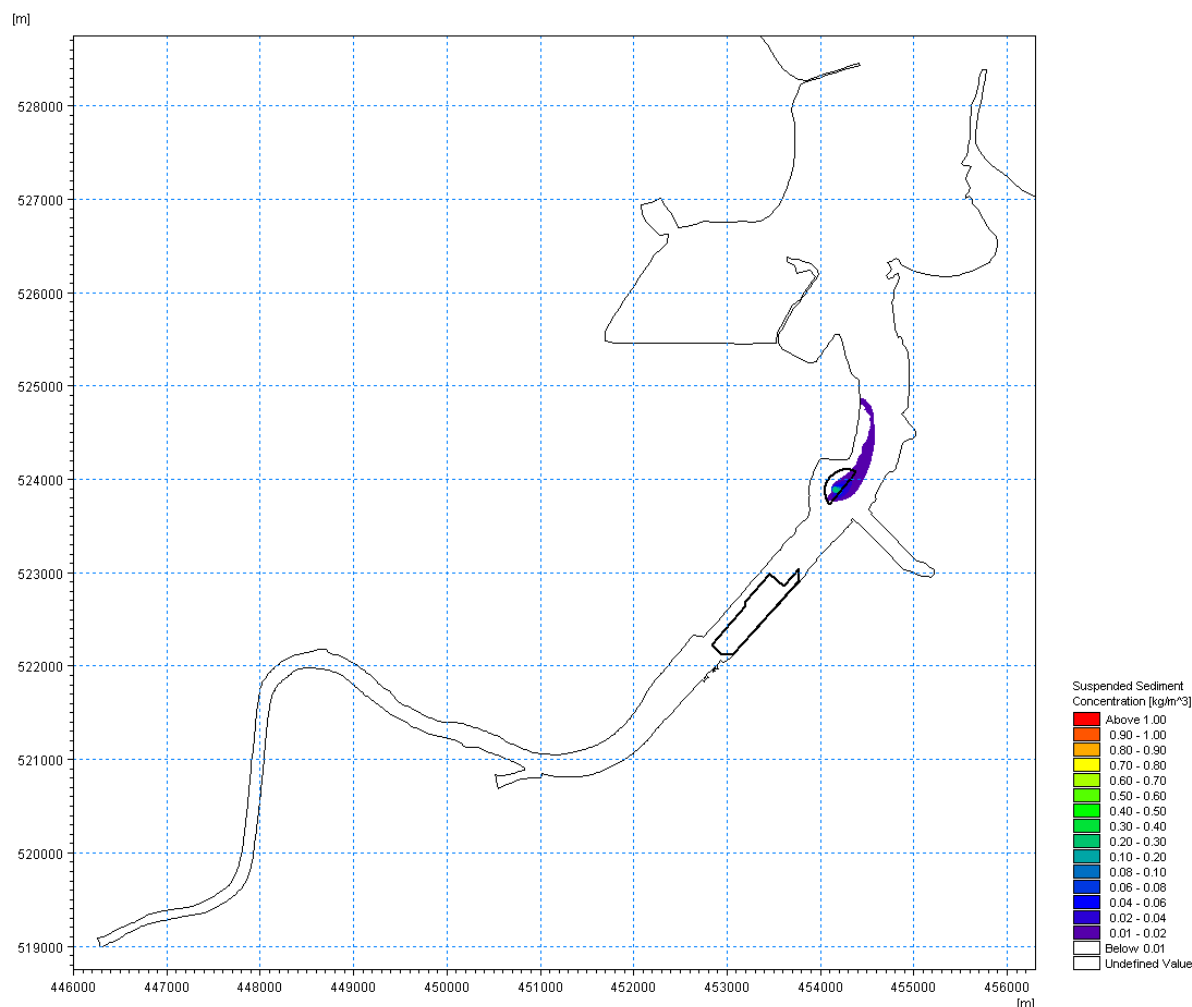 [m]
528000
527000
526000
525000
524000
523000
522000
521000
520000
519000
446000 447000 448000 449000 450000 451000 452000 453000 454000 455000 456000
[m]
Suspended Sediment
Concentration [kg/m^3]
Above 1.00
0.90 - 1.00
0.80 - 0.90
0.70 - 0.80
0.60 - 0.70
0.50 - 0.60
0.40 - 0.50
0.30 - 0.40
0.20 - 0.30
0.10 - 0.20
0.08 - 0.10
0.06 - 0.08
0.04 - 0.06
0.02 - 0.04
0.01 - 0.02
Below 0.01
Undefined Value